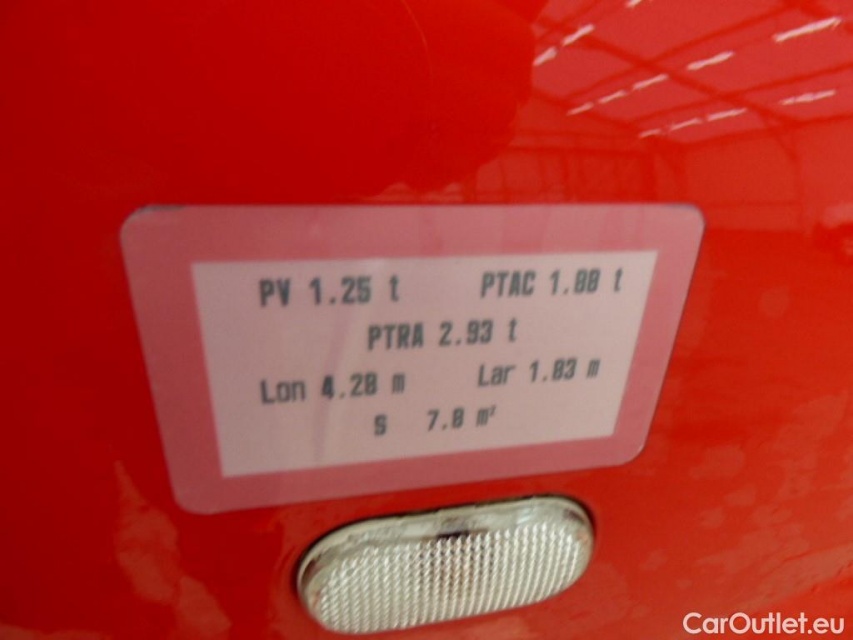 PV 1.25 t PTAC 1.88 t
PTRA 2.93 t
Lon 4.28 m Lar 1.83 m
S 7.8 m²
CarOutlet.eu